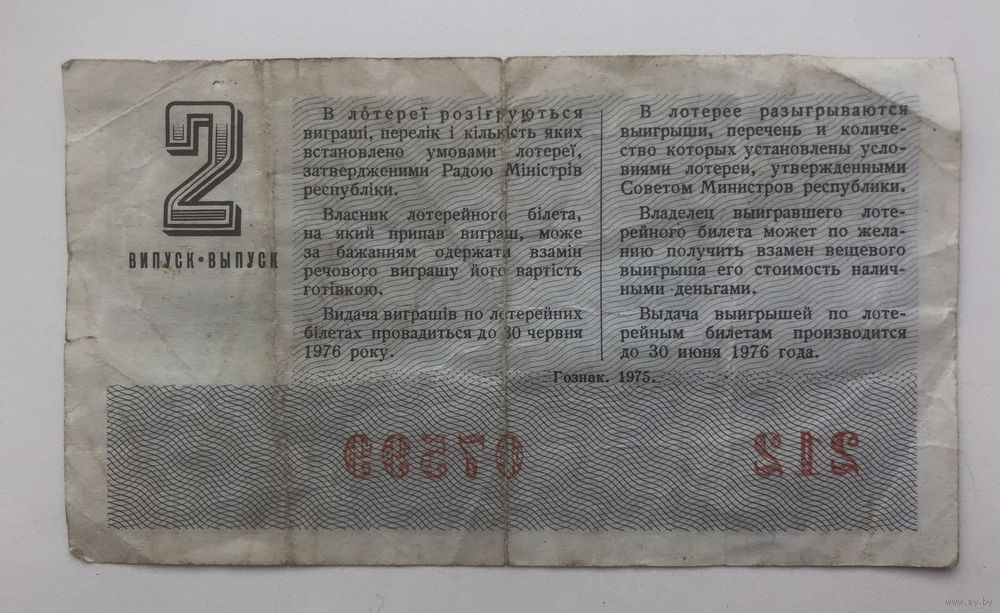 2
ВИПУСК•ВЫПУСК
В лотереї розігруються
виграші, перелік і кількість яких
встановлено умовами лотереї,
затвердженими Радою Міністрів
республіки.
Власник лотерейного білета,
на який припав виграш, може
за бажанням одержати взамін
речового виграшу його вартість
готівкою.
Видача виграшів по лотерейних
білетах провадиться до 30 червня
1976 року.
В лотерее разыгрываются
выигрыши, перечень и количе-
ство которых установлены усло-
виями лотереи, утвержденными
Советом Министров республики.
Владелец выигравшего лоте-
рейного билета может по жела-
нию получить взамен вещевого
выигрыша его стоимость налич-
ными деньгами.
Выдача выигрышей по лоте-
рейным билетам производится
до 30 июня 1976 года.
Гознак. 1975.
212 07589
www.ay.by